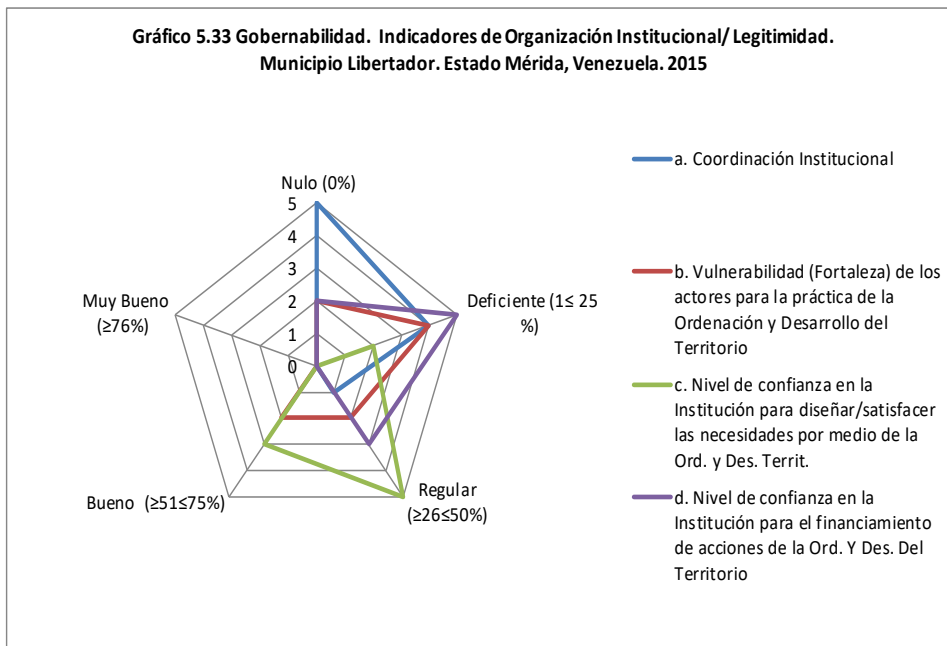 Gráfico 5.33 Gobernabilidad. Indicadores de Organización Institucional/ Legitimidad.
Municipio Libertador. Estado Mérida, Venezuela. 2015
Nulo (0%)
5
4
3
2
1
0
Deficiente (1≤ 25
%)
Regular
(≥26≤50%)
Bueno (≥51≤75%)
Muy Bueno
(≥76%)
a. Coordinación Institucional
b. Vulnerabilidad (Fortaleza) de los
actores para la práctica de la
Ordenación y Desarrollo del
Territorio
c. Nivel de confianza en la
Institución para diseñar/satisfacer
las necesidades por medio de la
Ord. y Des. Territ.
d. Nivel de confianza en la
Institución para el financiamiento
de acciones de la Ord. Y Des. Del
Territorio